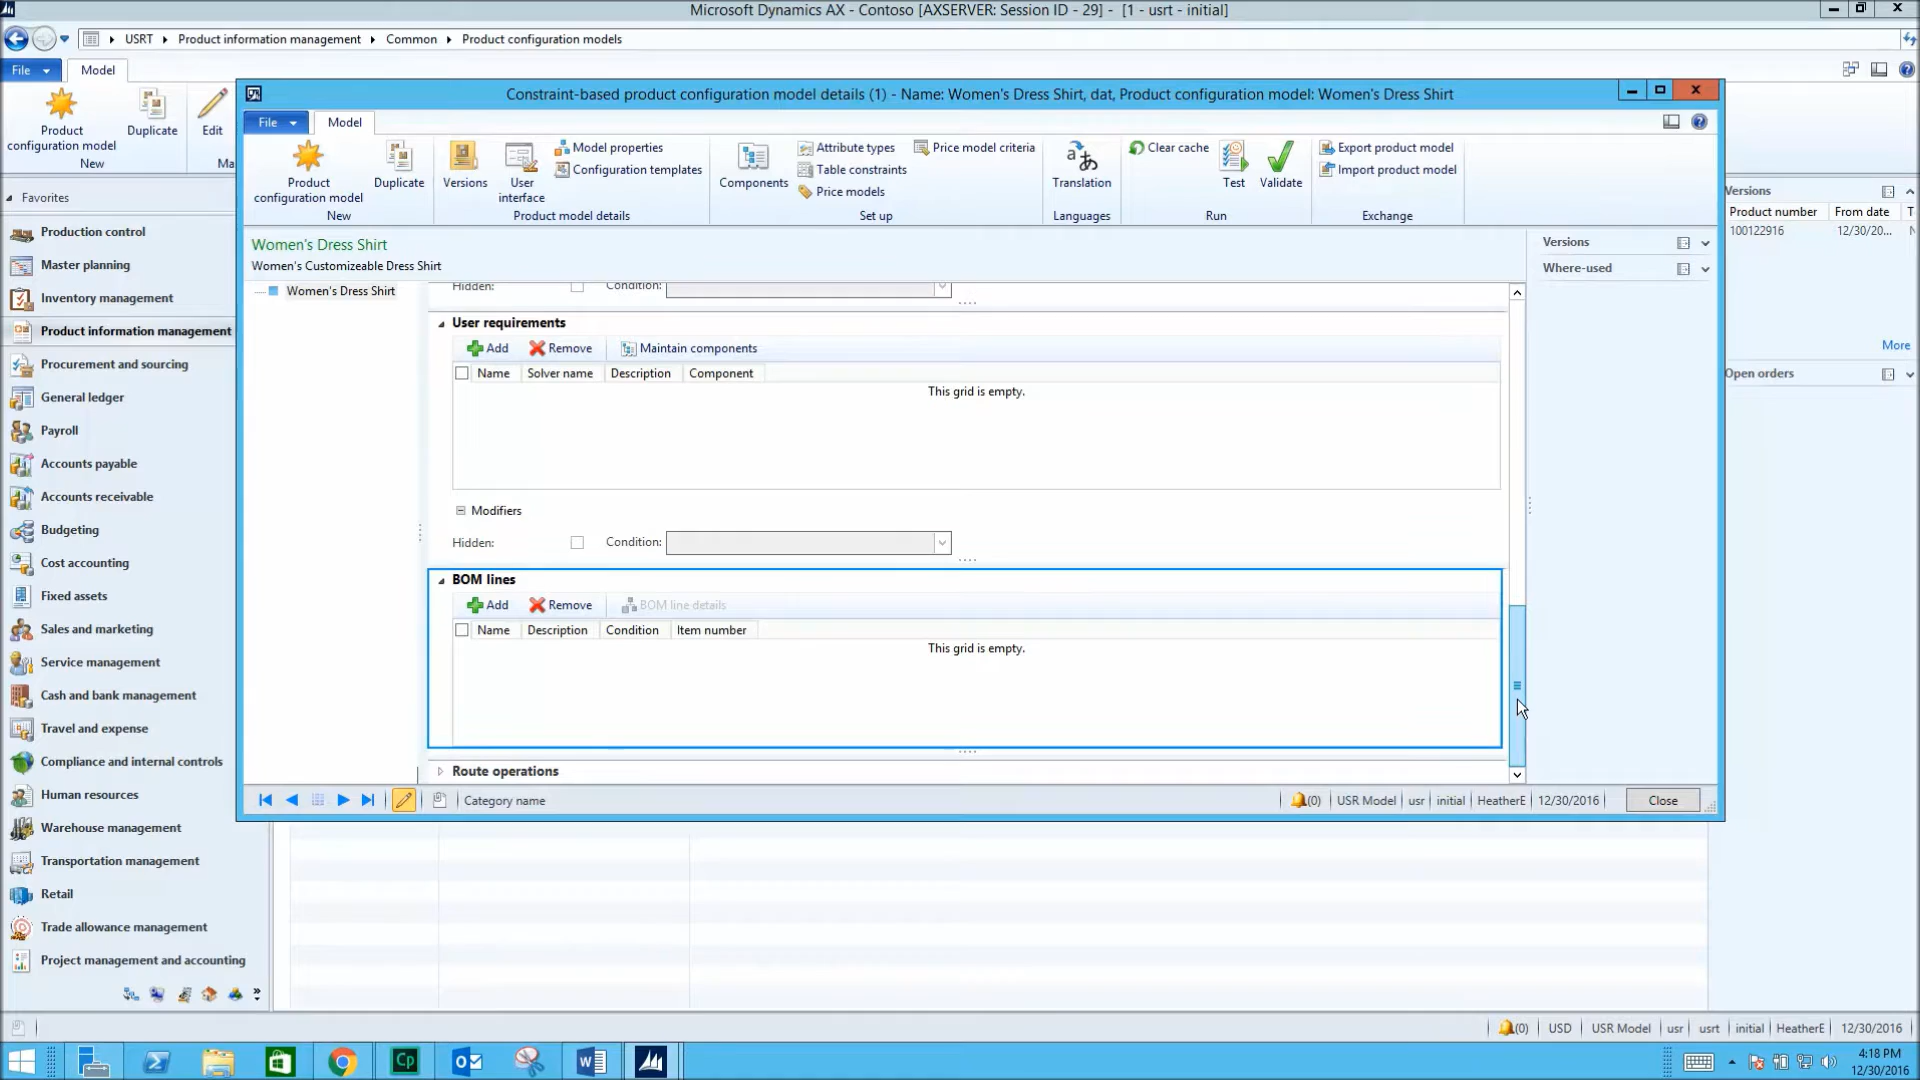 Microsoft Dynamics AX - Contoso [AXSERVER: Session ID - 29] - [1 - usrt - initial]
USRT Product information management Common Product configuration models
File Model
Product configuration model
Duplicate
Edit
New
Constraint-based product configuration model details (1) - Name: Women's Dress Shirt, dat, Product configuration model: Women's Dress Shirt
File Model
Product configuration model
Duplicate
New
Versions
User interface
Model properties
Configuration templates
Product model details
Components
Attribute types
Table constraints
Price models
Price model criteria
Set up
Translation
Languages
Clear cache
Test
Validate
Run
Export product model
Import product model
Exchange
Women's Dress Shirt
Women's Customizeable Dress Shirt
Women's Dress Shirt
Hidden: Condition:
User requirements
Add Remove Maintain components
Name Solver name Description Component
This grid is empty.
Modifiers
Hidden: Condition:
BOM lines
Add Remove BOM line details
Name Description Condition Item number
This grid is empty.
Route operations
Versions
Where-used
Category name
(0) USR Model usr initial HeatherE 12/30/2016 Close
Versions
Product number From date
100122916 12/30/20...
More
Open orders
Favorites
Production control
Master planning
Inventory management
Product information management
Procurement and sourcing
General ledger
Payroll
Accounts payable
Accounts receivable
Budgeting
Cost accounting
Fixed assets
Sales and marketing
Service management
Cash and bank management
Travel and expense
Compliance and internal controls
Human resources
Warehouse management
Transportation management
Retail
Trade allowance management
Project management and accounting
(0) USD USR Model usr usrt initial HeatherE 12/30/2016
4:18 PM
12/30/2016